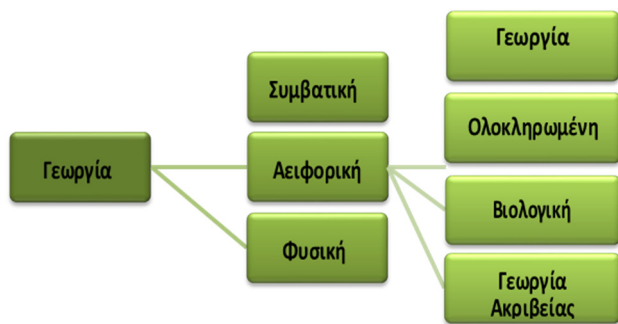 Γεωργία
Συμβατική
Αειφορική
Φυσική
Γεωργία
Ολοκληρωμένη
Βιολογική
Γεωργία
Ακριβείας